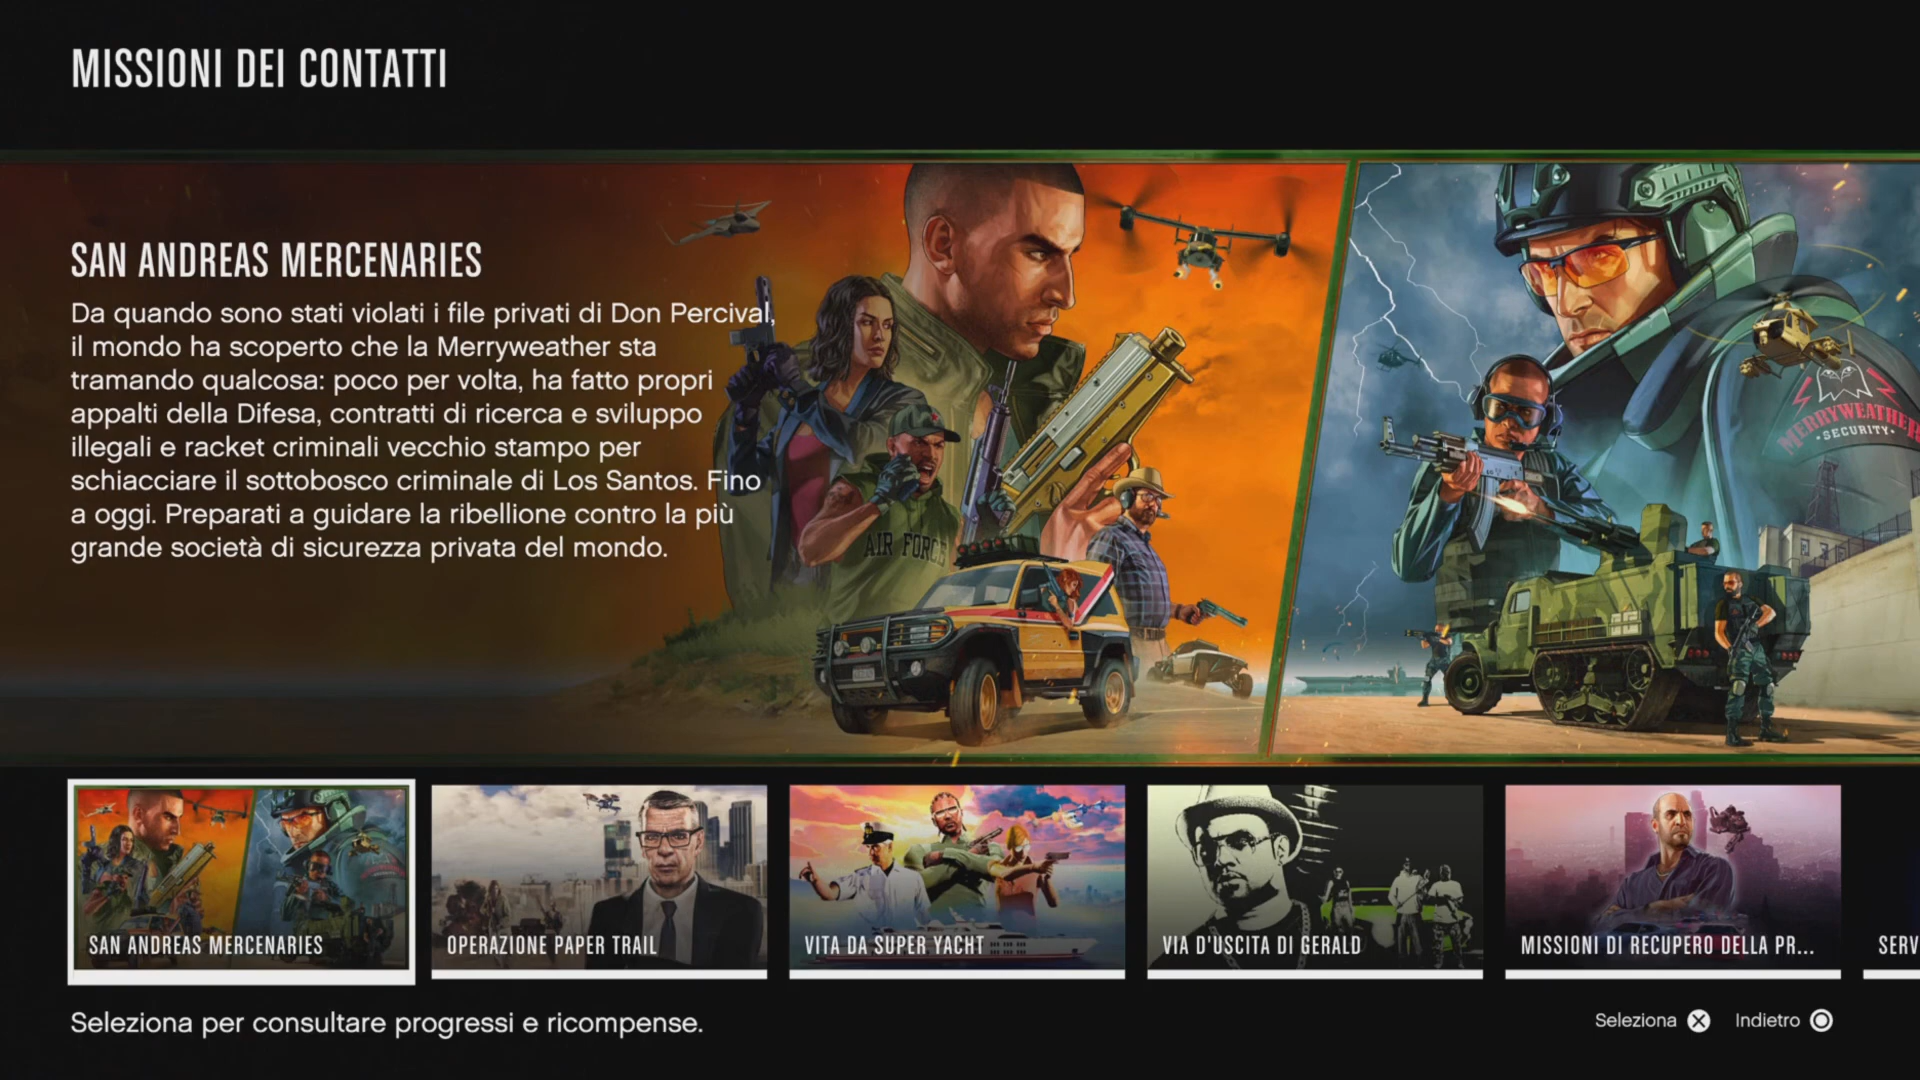 MISSIONI DEI CONTATTI
SAN ANDREAS MERCENARIES
Da quando sono stati violati i file privati di Don Percival,
il mondo ha scoperto che la Merryweather sta
tramando qualcosa: poco per volta, ha fatto propri
appalti della Difesa, contratti di ricerca e sviluppo
illegali e racket criminali vecchio stampo per
schiacciare il sottobosco criminale di Los Santos. Fino
a oggi. Preparati a guidare la ribellione contro la più
grande società di sicurezza privata del mondo.
AIR FORCE
MERRYWEATHER
·SECURITY·
SAN ANDREAS MERCENARIES
OPERAZIONE PAPER TRAIL
VITA DA SUPER YACHT
VIA D'USCITA DI GERALD
MISSIONI DI RECUPERO DELLA PR...
SERV
Seleziona per consultare progressi e ricompense.
Seleziona
Indietro